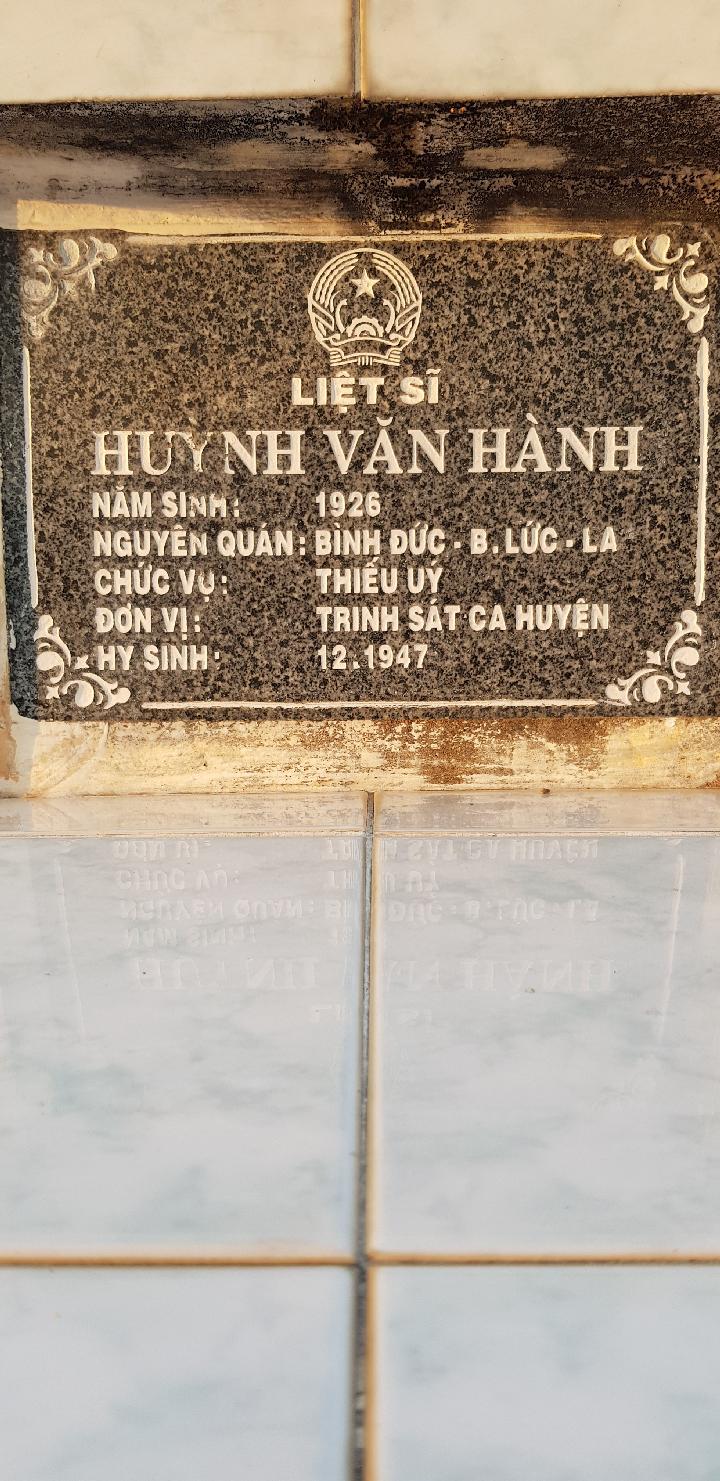 LIỆT SĨ
HUỲNH VĂN HÀNH
NĂM SINH: 1926
NGUYÊN QUÁN: BÌNH ĐỨC - B.LỨC - LA
CHỨC VỤ: THIẾU UÝ
ĐƠN VỊ: TRINH SÁT CA HUYỆN
HY SINH: 12.1947